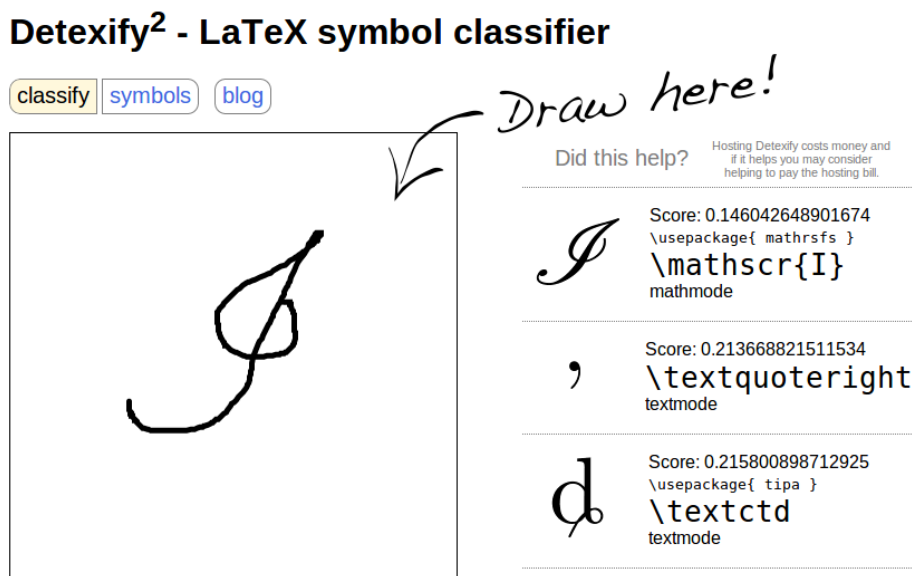 Detexify² - LaTeX symbol classifier
classify symbols blog
Draw here!
Did this help?
Hosting Detexify costs money and
if it helps you may consider
helping to pay the hosting bill.
Score: 0.146042648901674
\usepackage{ mathrsfs }
\mathscr{I}
mathmode
Score: 0.213668821511534
\textquoteright
textmode
Score: 0.215800898712925
\usepackage{ tipa }
\textctd
textmode